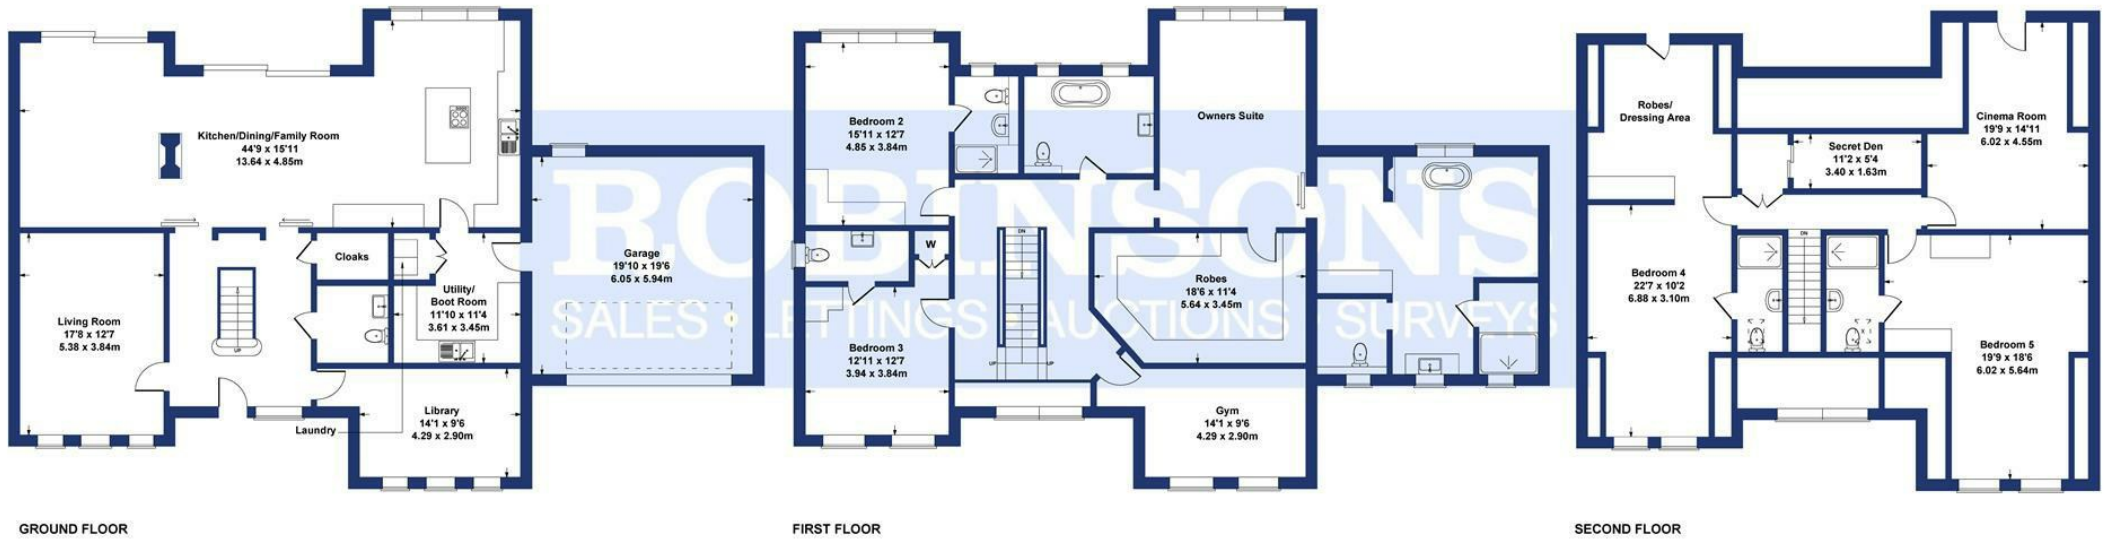 Kitchen/Dining/Family Room
44'9 x 15'11
13.64 x 4.85m
Living Room
17'8 x 12'7
5.38 x 3.84m
UP
Cloaks
Utility/
Boot Room
11'10 x 11'4
3.61 x 3.45m
Laundry
Library
14'1 x 9'6
4.29 x 2.90m
Garage
19'10 x 19'6
6.05 x 5.94m
GROUND FLOOR
Bedroom 2
15'11 x 12'7
4.85 x 3.84m
Owners Suite
W
DN
Robes
18'6 x 11'4
5.64 x 3.45m
Bedroom 3
12'11 x 12'7
3.94 x 3.84m
UP
UP
Gym
14'1 x 9'6
4.29 x 2.90m
FIRST FLOOR
Robes/
Dressing Area
Cinema Room
19'9 x 14'11
6.02 x 4.55m
Secret Den
11'2 x 5'4
3.40 x 1.63m
DN
Bedroom 4
22'7 x 10'2
6.88 x 3.10m
Bedroom 5
19'9 x 18'6
6.02 x 5.64m
SECOND FLOOR
ROBINSONS
SALES • LETTINGS • AUCTIONS | SURVEYS